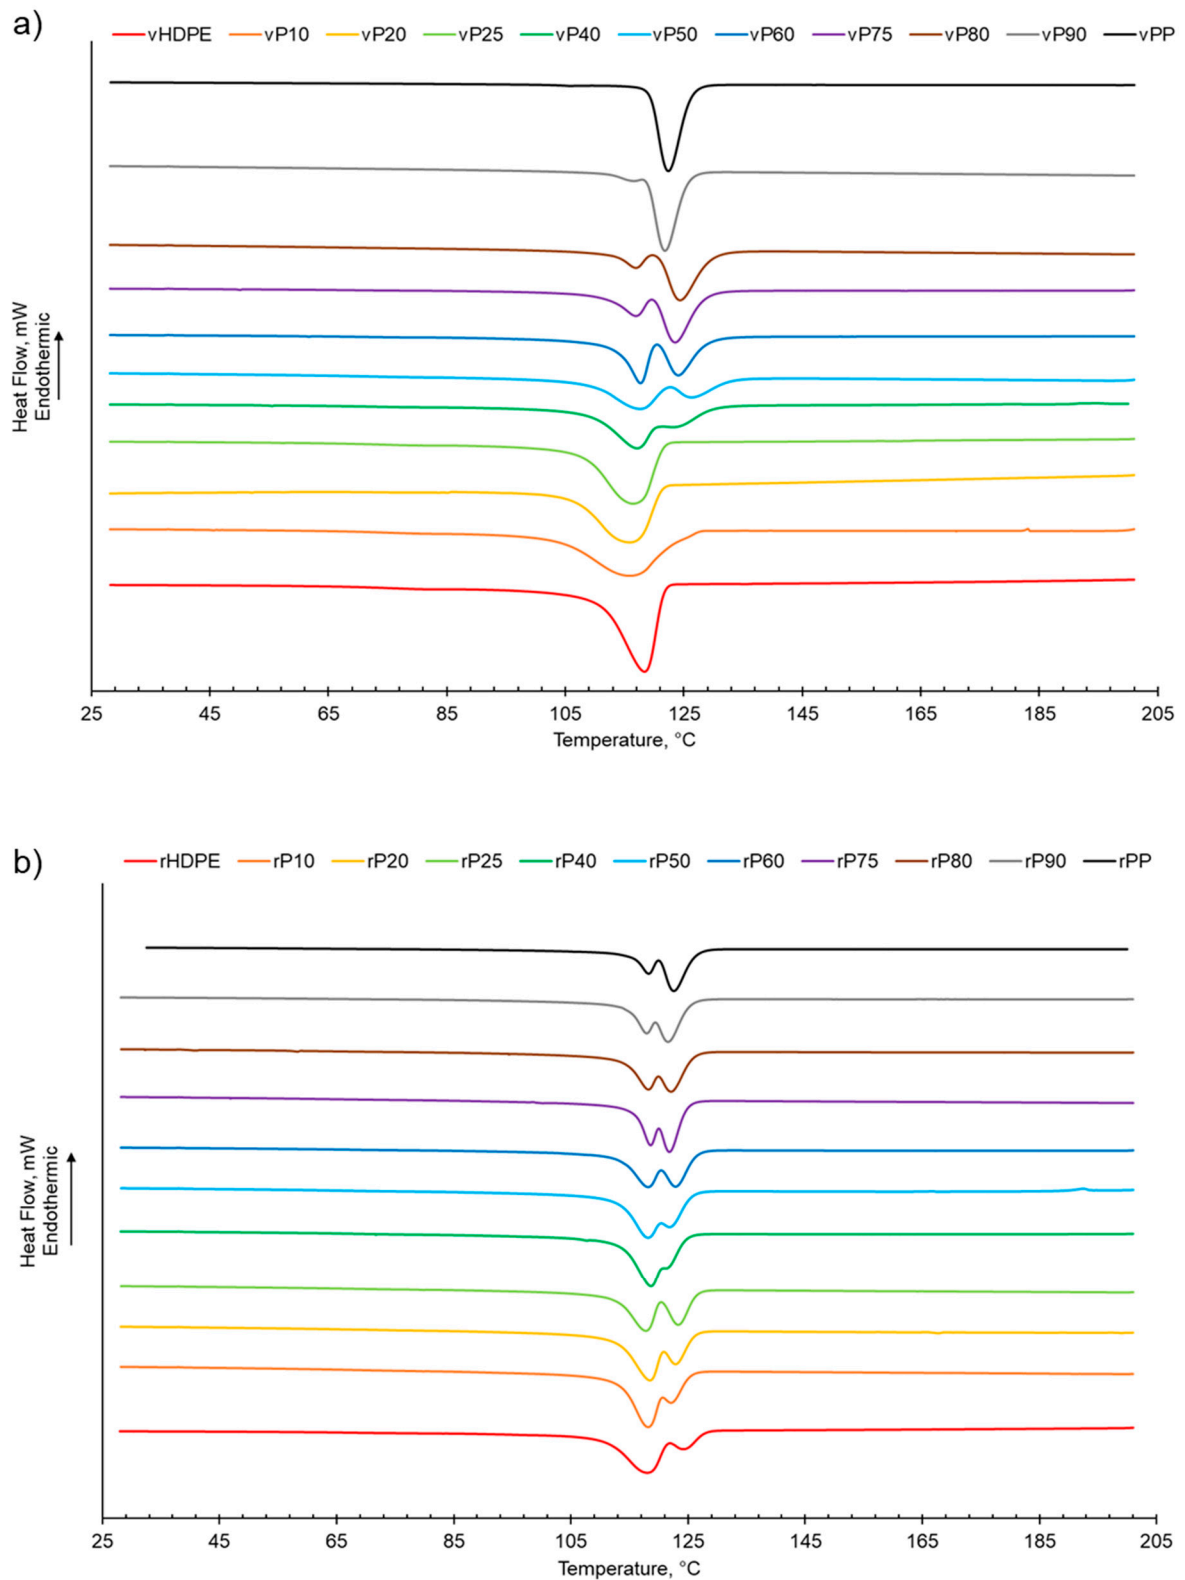 a)
vHDPE vP10 vP20 vP25 vP40 vP50 vP60 vP75 vP80 vP90 vPP
Heat Flow, mW
Endothermic
25 45 65 85 105 125 145 165 185 205
Temperature, °C
b)
rHDPE rP10 rP20 rP25 rP40 rP50 rP60 rP75 rP80 rP90 rPP
Heat Flow, mW
Endothermic
25 45 65 85 105 125 145 165 185 205
Temperature, °C